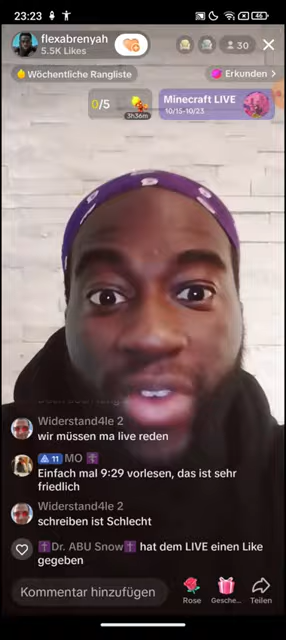 23:23
46
flexabrenyah
5.5K Likes
30
Wöchentliche Rangliste
Erkunden >
0/5
3h36m
Minecraft LIVE
10/15-10/23
Widerstand4le 2
wir müssen ma live reden
11 MO
Einfach mal 9:29 vorlesen, das ist sehr
friedlich
Widerstand4le 2
schreiben ist Schlecht
Dr. ABU Snow hat dem LIVE einen Like
gegeben
Kommentar hinzufügen
Rose
Gesche...
Teilen